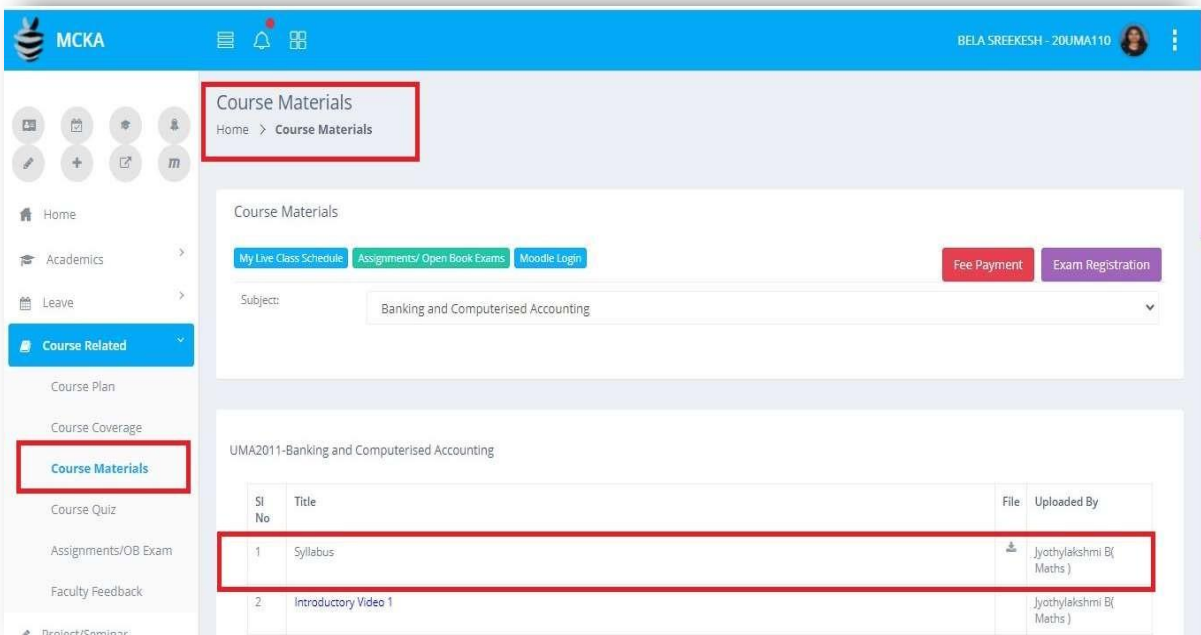 MCKA
BELA SREEKESH - 20UMA110
m
Home
Academics
Leave
Course Related
Course Plan
Course Coverage
Course Materials
Course Quiz
Assignments/OB Exam
Faculty Feedback
Project/Seminar
Course Materials
Home > Course Materials
Course Materials
My Live Class Schedule Assignments/ Open Book Exams Moodle Login
Fee Payment Exam Registration
Subject: Banking and Computerised Accounting
UMA2011-Banking and Computerised Accounting
Sl No Title File Uploaded By
1 Syllabus Jyothylakshmi B(
Maths )
2 Introductory Video 1 Jyothylakshmi B(
Maths )